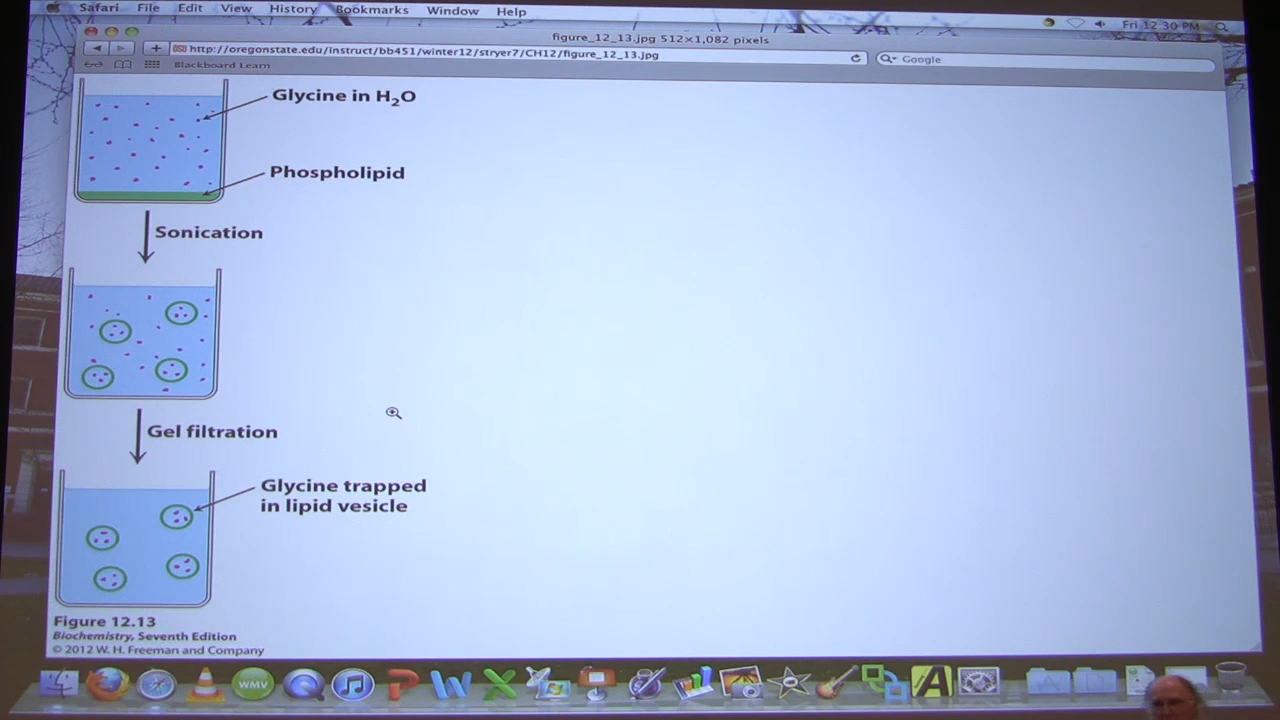 Safari File Edit View History Bookmarks Window Help
Fri 12:30 PM
figure_12_13.jpg 512×1,082 pixels
http://oregonstate.edu/instruct/bb451/winter12/stryer7/CH12/figure_12_13.jpg
Google
Blackboard Learn
Glycine in H₂O
Phospholipid
Sonication
Gel filtration
Glycine trapped
in lipid vesicle
Figure 12.13
Biochemistry, Seventh Edition
© 2012 W. H. Freeman and Company
WMV